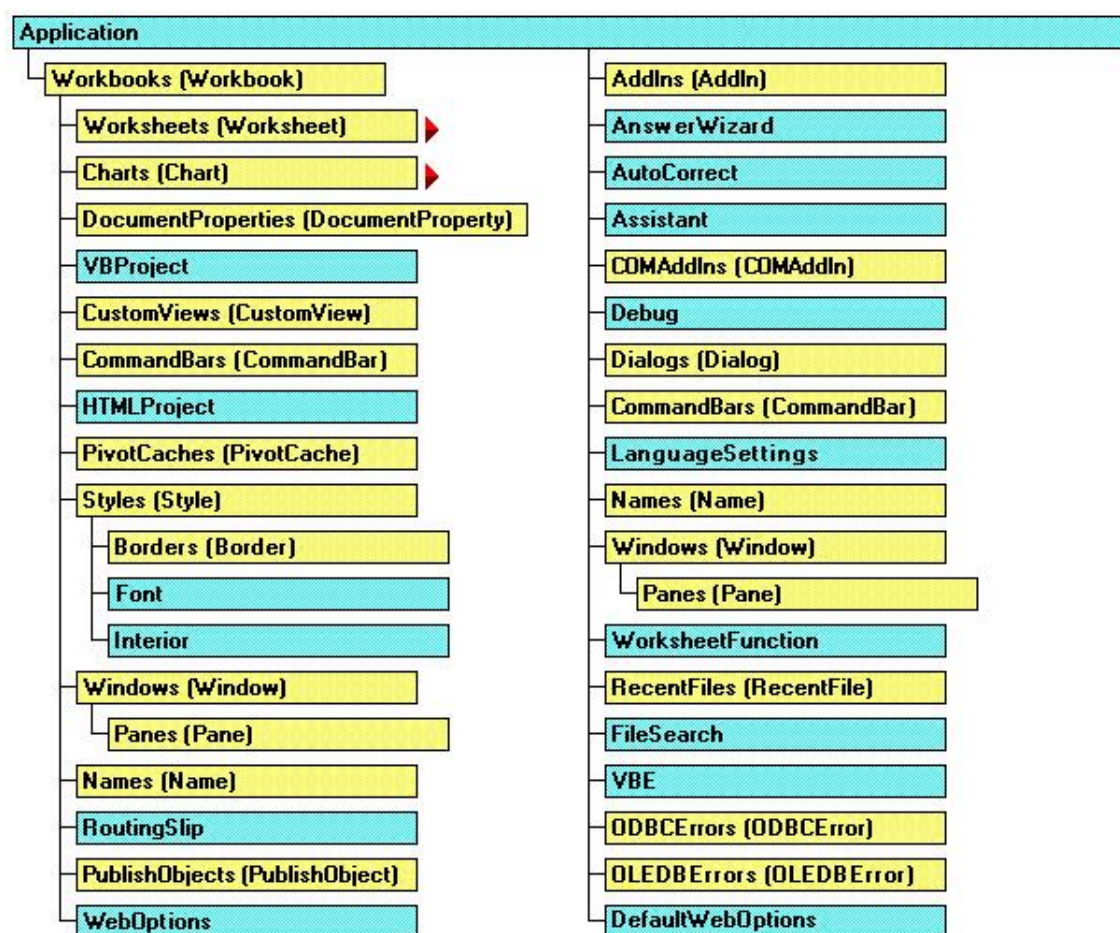 Application
Workbooks (Workbook)
Worksheets (Worksheet)
Charts (Chart)
DocumentProperties (DocumentProperty)
VBProject
CustomViews (CustomView)
CommandBars (CommandBar)
HTMLProject
PivotCaches (PivotCache)
Styles (Style)
Borders (Border)
Font
Interior
Windows (Window)
Panes (Pane)
Names (Name)
RoutingSlip
PublishObjects (PublishObject)
WebOptions
AddIns (AddIn)
AnswerWizard
AutoCorrect
Assistant
COMAddIns (COMAddIn)
Debug
Dialogs (Dialog)
CommandBars (CommandBar)
LanguageSettings
Names (Name)
Windows (Window)
Panes (Pane)
WorksheetFunction
RecentFiles (RecentFile)
FileSearch
VBE
ODBCErrors (ODBCError)
OLEDBErrors (OLEDBError)
DefaultWebOptions